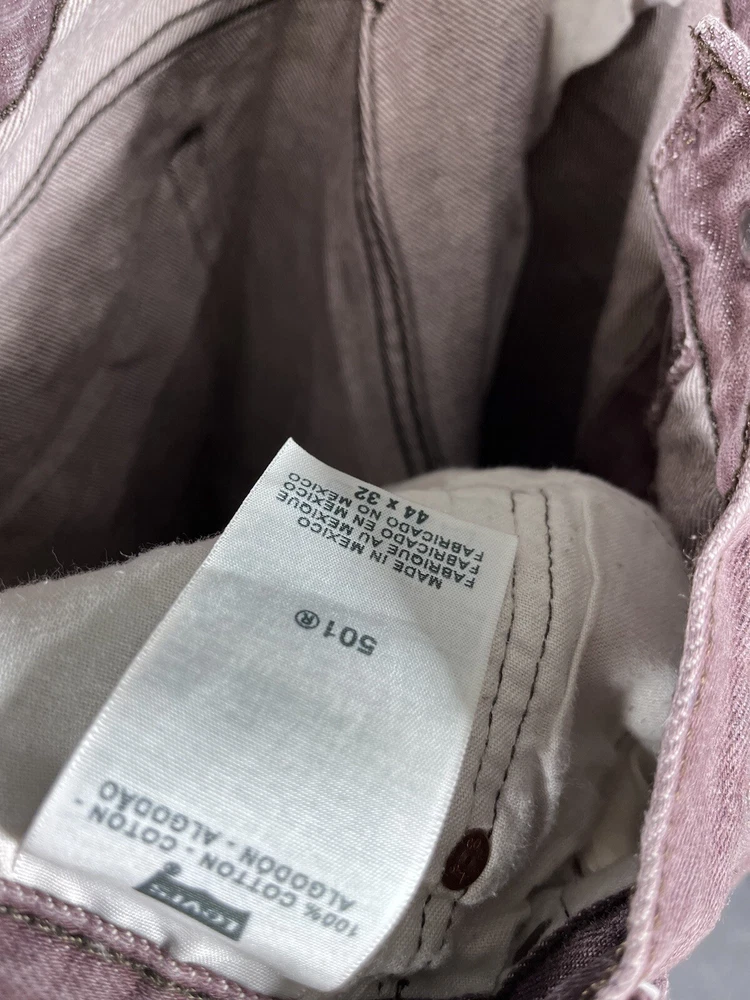 Levi's®
100% COTTON - COTON -
ALGODÓN - ALGODÃO
501®
MADE IN MEXICO
FABRIQUE AU MEXIQUE
FABRICADO EN MEXICO
FABRICADO NO MEXICO
44 x 32